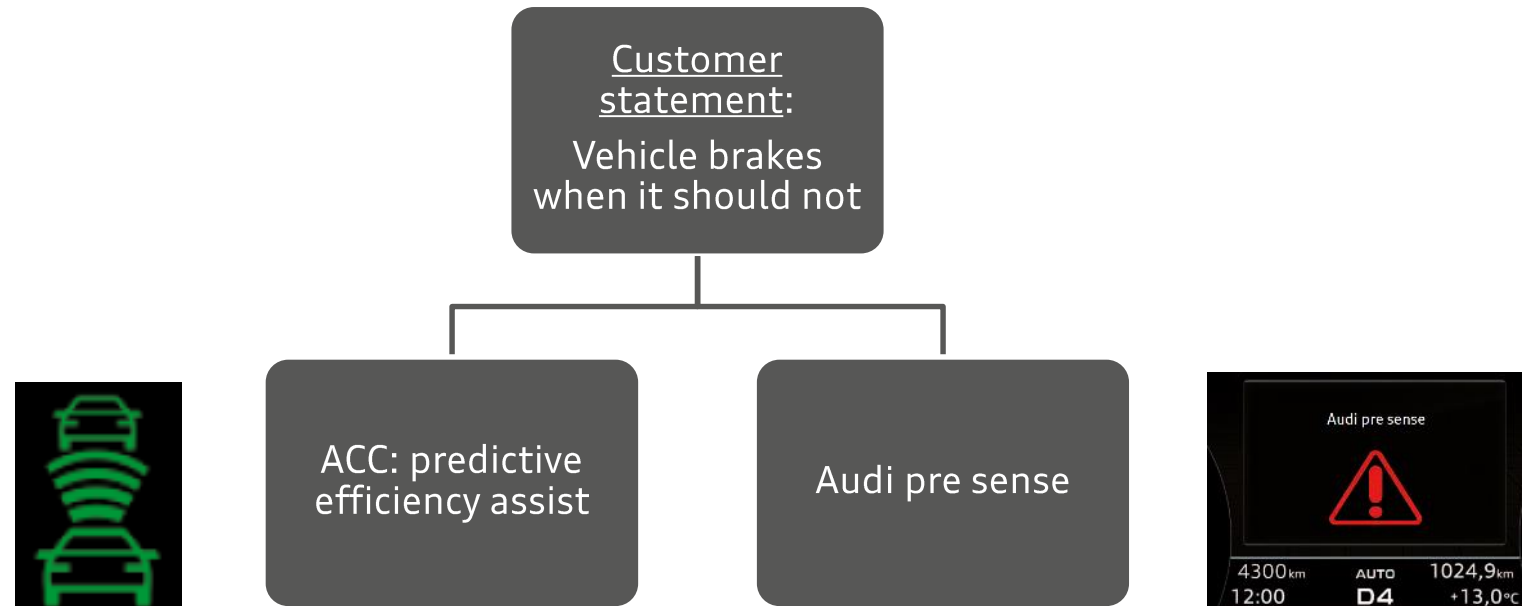 Customer
statement:
Vehicle brakes
when it should not
ACC: predictive
efficiency assist
Audi pre sense
Audi pre sense
4300km AUTO 1024,9km
12:00 D4 +13,0°C